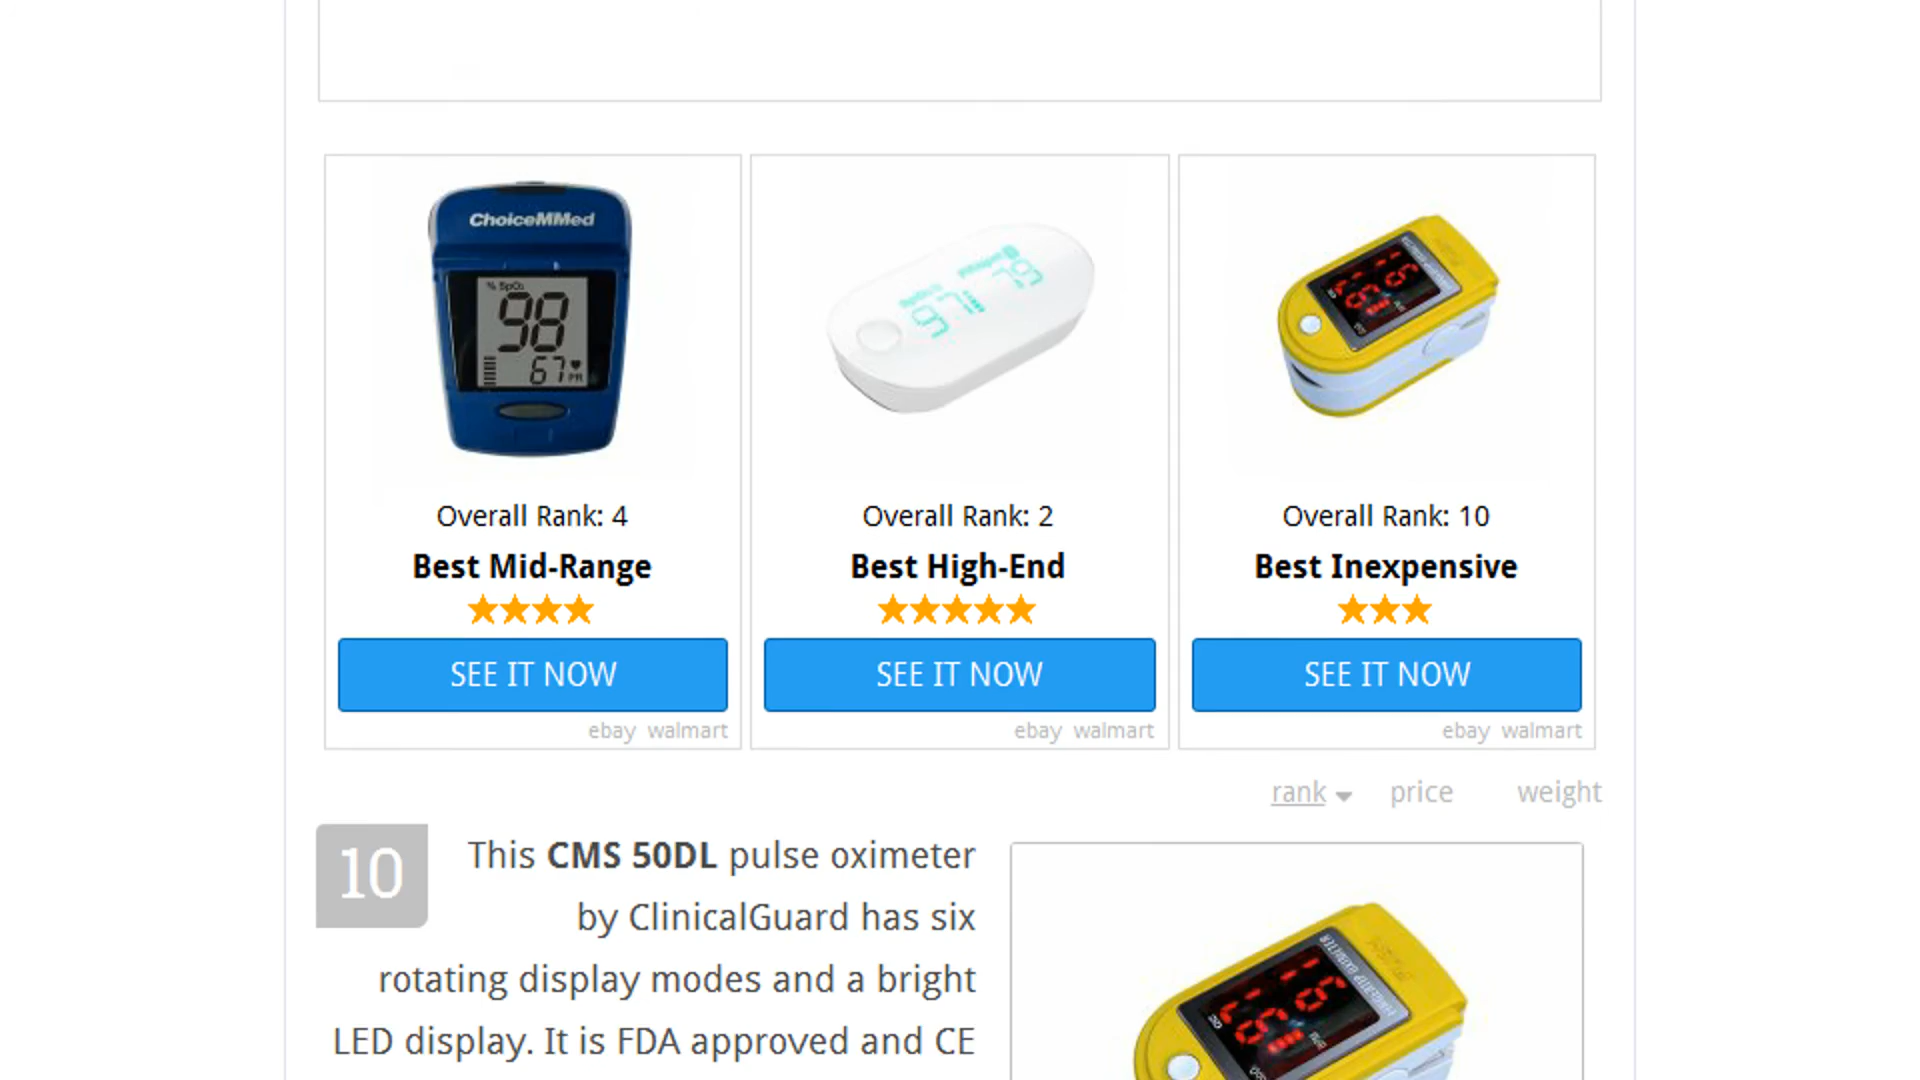 ChoiceMMed
% SpO₂
98
67
PR
Overall Rank: 4
Best Mid-Range
SEE IT NOW
ebay walmart
Overall Rank: 2
Best High-End
SEE IT NOW
ebay walmart
Overall Rank: 10
Best Inexpensive
SEE IT NOW
ebay walmart
rank price weight
10
This CMS 50DL pulse oximeter
by ClinicalGuard has six
rotating display modes and a bright
LED display. It is FDA approved and CE